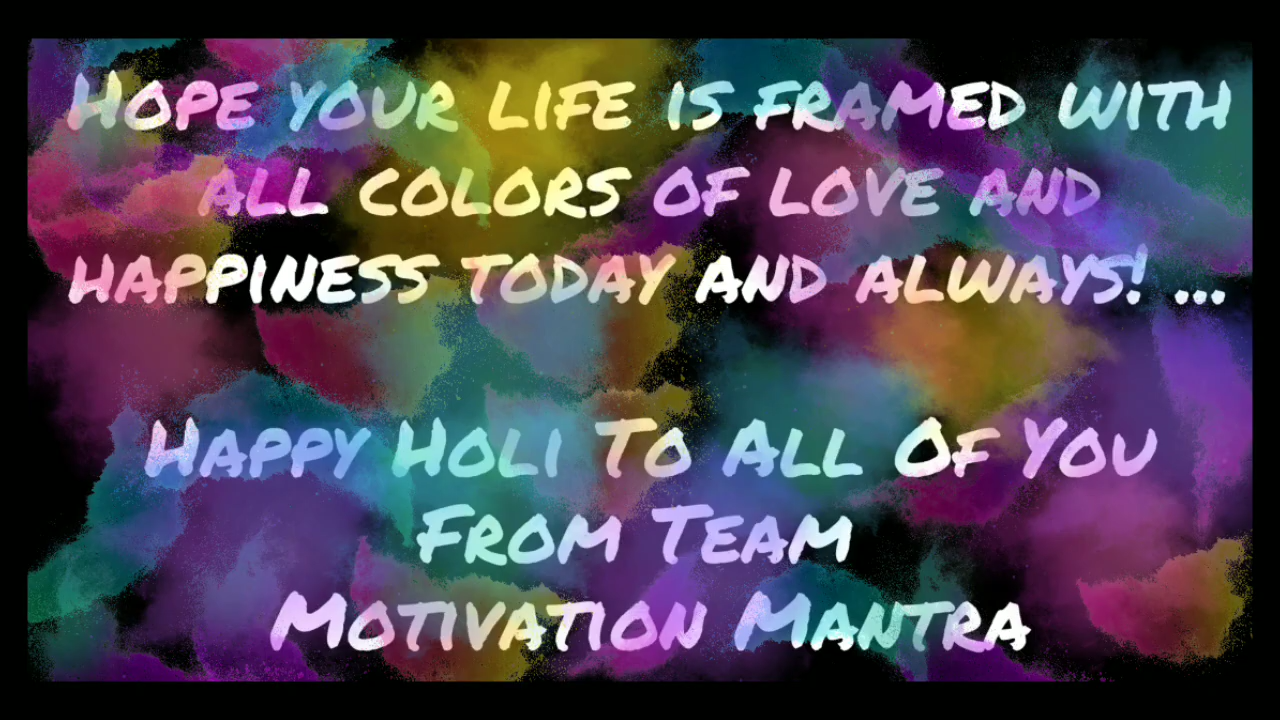 Hope your life is framed with
all colors of love and
happiness today and always! ...
Happy Holi To All Of You
From Team
Motivation Mantra